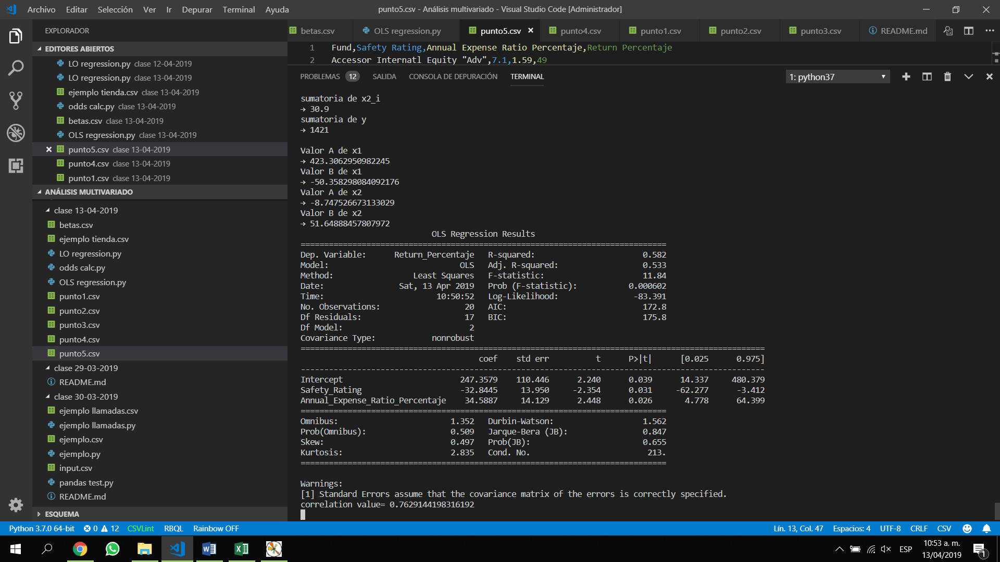 Archivo Editar Selección Ver Ir Depurar Terminal Ayuda
punto5.csv - Análisis multivariado - Visual Studio Code [Administrador]
EXPLORADOR
EDITORES ABIERTOS
LO regression.py clase 12-04-2019
LO regression.py clase 13-04-2019
ejemplo tienda.csv clase 13-04-2019
odds calc.py clase 13-04-2019
betas.csv clase 13-04-2019
OLS regression.py clase 13-04-2019
punto5.csv clase 13-04-2019
punto4.csv clase 13-04-2019
punto1.csv clase 13-04-2019
ANÁLISIS MULTIVARIADO
clase 13-04-2019
betas.csv
ejemplo tienda.csv
LO regression.py
odds calc.py
OLS regression.py
punto1.csv
punto2.csv
punto3.csv
punto4.csv
punto5.csv
clase 29-03-2019
README.md
clase 30-03-2019
ejemplo llamadas.csv
ejemplo llamadas.py
ejemplo.csv
ejemplo.py
input.csv
pandas test.py
README.md
ESQUEMA
betas.csv OLS regression.py punto5.csv punto4.csv punto1.csv punto2.csv punto3.csv README.md
1 Fund,Safety Rating,Annual Expense Ratio Percentaje,Return Percentaje
2 Accessor Internatl Equity "Adv",7.1,1.59,49
PROBLEMAS 12 SALIDA CONSOLA DE DEPURACIÓN TERMINAL 1: python37
sumatoria de x2_i
→ 30.9
sumatoria de y
→ 1421
Valor A de x1
→ 423.3062950982245
Valor B de x1
→ -50.358298084092176
Valor A de x2
→ -8.747526673133029
Valor B de x2
→ 51.64888457807972
OLS Regression Results
==============================================================================
Dep. Variable: Return_Percentaje R-squared: 0.582
Model: OLS Adj. R-squared: 0.533
Method: Least Squares F-statistic: 11.84
Date: Sat, 13 Apr 2019 Prob (F-statistic): 0.000602
Time: 10:50:52 Log-Likelihood: -83.391
No. Observations: 20 AIC: 172.8
Df Residuals: 17 BIC: 175.8
Df Model: 2
Covariance Type: nonrobust
===================================================================================================
coef std err t P>|t| [0.025 0.975]
---------------------------------------------------------------------------------------------------
Intercept 247.3579 110.446 2.240 0.039 14.337 480.379
Safety_Rating -32.8445 13.950 -2.354 0.031 -62.277 -3.412
Annual_Expense_Ratio_Percentaje 34.5887 14.129 2.448 0.026 4.778 64.399
==============================================================================
Omnibus: 1.352 Durbin-Watson: 1.562
Prob(Omnibus): 0.509 Jarque-Bera (JB): 0.847
Skew: 0.497 Prob(JB): 0.655
Kurtosis: 2.835 Cond. No. 213.
==============================================================================
Warnings:
[1] Standard Errors assume that the covariance matrix of the errors is correctly specified.
correlation value= 0.7629144198316192
Python 3.7.0 64-bit 0 12 CSVLint RBQL Rainbow OFF Lín. 13, Col. 47 Espacios: 4 UTF-8 CRLF CSV
ESP
10:53 a. m.
13/04/2019
1